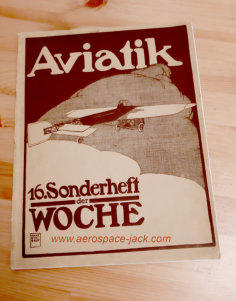 Aviatik
16. Sonderheft
der
WOCHE
www.aerospace-jack.com